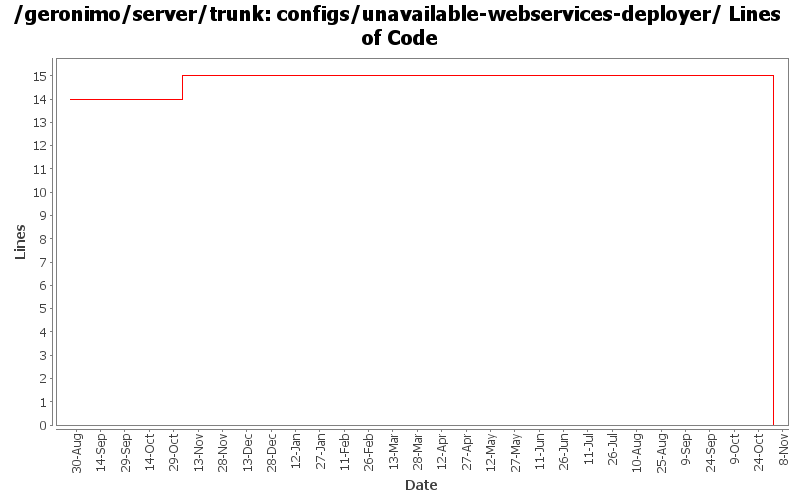 /geronimo/server/trunk: configs/unavailable-webservices-deployer/ Lines
of Code
Lines
15
14
13
12
11
10
9
8
7
6
5
4
3
2
1
0
30-Aug
14-Sep
29-Sep
14-Oct
29-Oct
13-Nov
28-Nov
13-Dec
28-Dec
12-Jan
27-Jan
11-Feb
26-Feb
13-Mar
28-Mar
12-Apr
27-Apr
12-May
27-May
11-Jun
26-Jun
11-Jul
26-Jul
10-Aug
25-Aug
9-Sep
24-Sep
9-Oct
24-Oct
8-Nov
Date